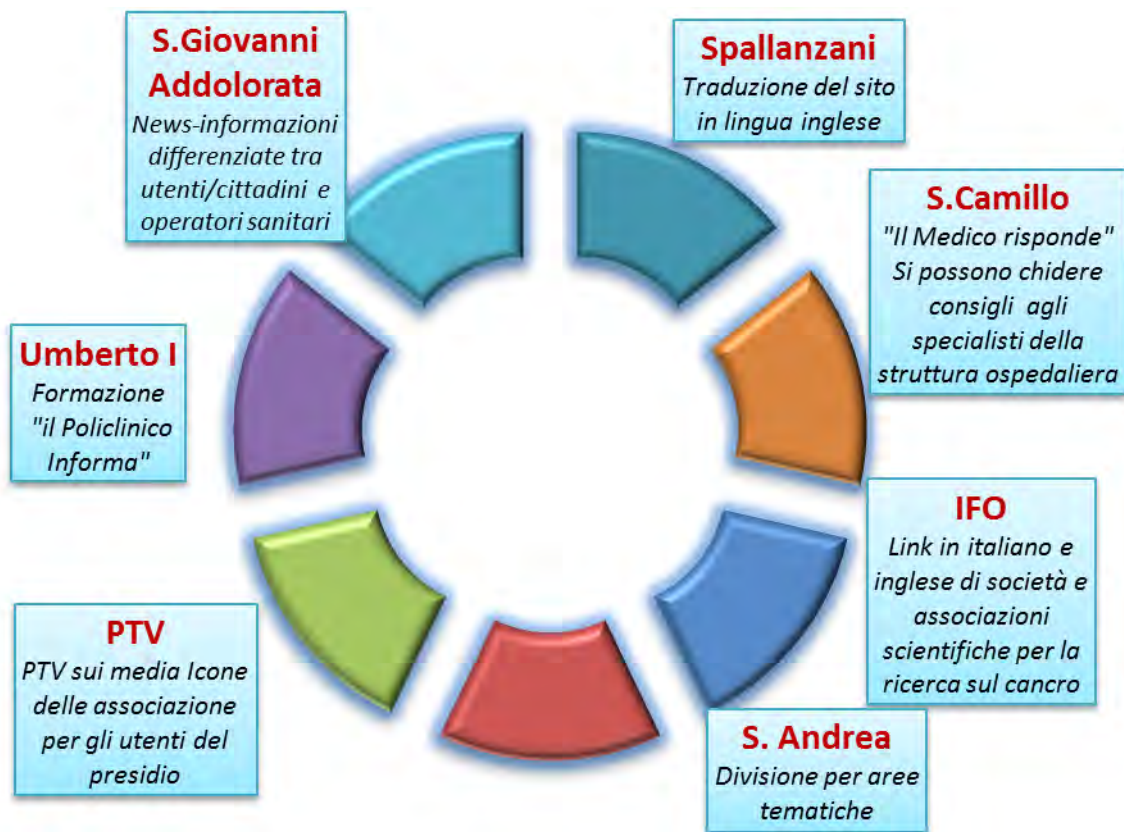 S.Giovanni
Addolorata
News-informazioni
differenziate tra
utenti/cittadini e
operatori sanitari
Spallanzani
Traduzione del sito
in lingua inglese
S.Camillo
"Il Medico risponde"
Si possono chidere
consigli agli
specialisti della
struttura ospedaliera
IFO
Link in italiano e
inglese di società e
associazioni
scientifiche per la
ricerca sul cancro
S. Andrea
Divisione per aree
tematiche
PTV
PTV sui media Icone
delle associazione
per gli utenti del
presidio
Umberto I
Formazione
"il Policlinico
Informa"